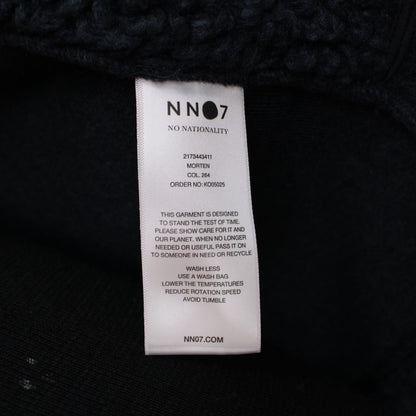 NN07
NO NATIONALITY
2173443411
MORTEN
COL. 264
ORDER NO: KO05025
THIS GARMENT IS DESIGNED
TO STAND THE TEST OF TIME.
PLEASE SHOW CARE FOR IT AND
OUR PLANET. WHEN NO LONGER
NEEDED OR USEFUL PASS IT ON
TO SOMEONE IN NEED OR RECYCLE
WASH LESS
USE A WASH BAG
LOWER THE TEMPERATURES
REDUCE ROTATION SPEED
AVOID TUMBLE
NN07.COM